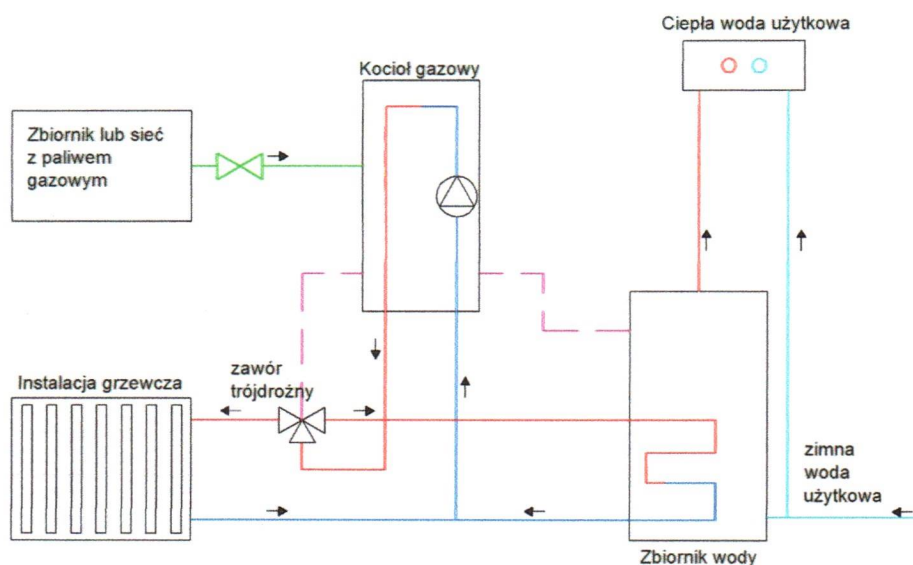 Ciepła woda użytkowa
Kocioł gazowy
Zbiornik lub sieć
z paliwem
gazowym
zawór
trójdrożny
Instalacja grzewcza
zimna
woda
użytkowa
Zbiornik wody